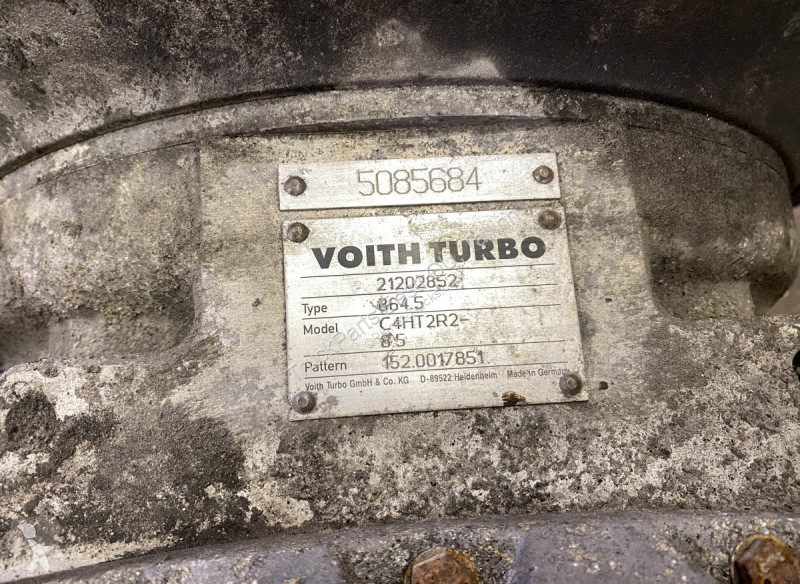 5085684
VOITH TURBO
21202852
Type 864.5
Model C4HT2R2-
8.5
Pattern 152.0017851
Voith Turbo GmbH & Co. KG D-89522 Heidenheim Made in Germany